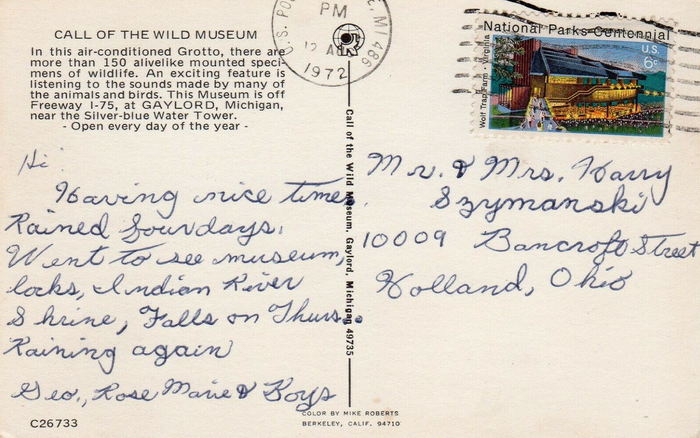 CALL OF THE WILD MUSEUM
In this air-conditioned Grotto, there are
more than 150 alivelike mounted speci-
mens of wildlife. An exciting feature is
listening to the sounds made by many of
the animals and birds. This Museum is off
Freeway I-75, at GAYLORD, Michigan,
near the Silver-blue Water Tower.
- Open every day of the year -
U.S. PO
, MI 486
PM
12
1972
National Parks Centennial
U.S.
6c
Wolf Trap Farm · Virginia
Hi
Having nice time.
Rained four days.
Went to see museum,
locks, Indian River
Shrine, Falls on Thurs.
Raining again
Geo., Rose Marie & Boys
Call of the Wild Museum, Gaylord, Michigan 49735
Mr. & Mrs. Harry
Szymanski
10009 Bancroft Street
Holland, Ohio
C26733
COLOR BY MIKE ROBERTS
BERKELEY, CALIF. 94710